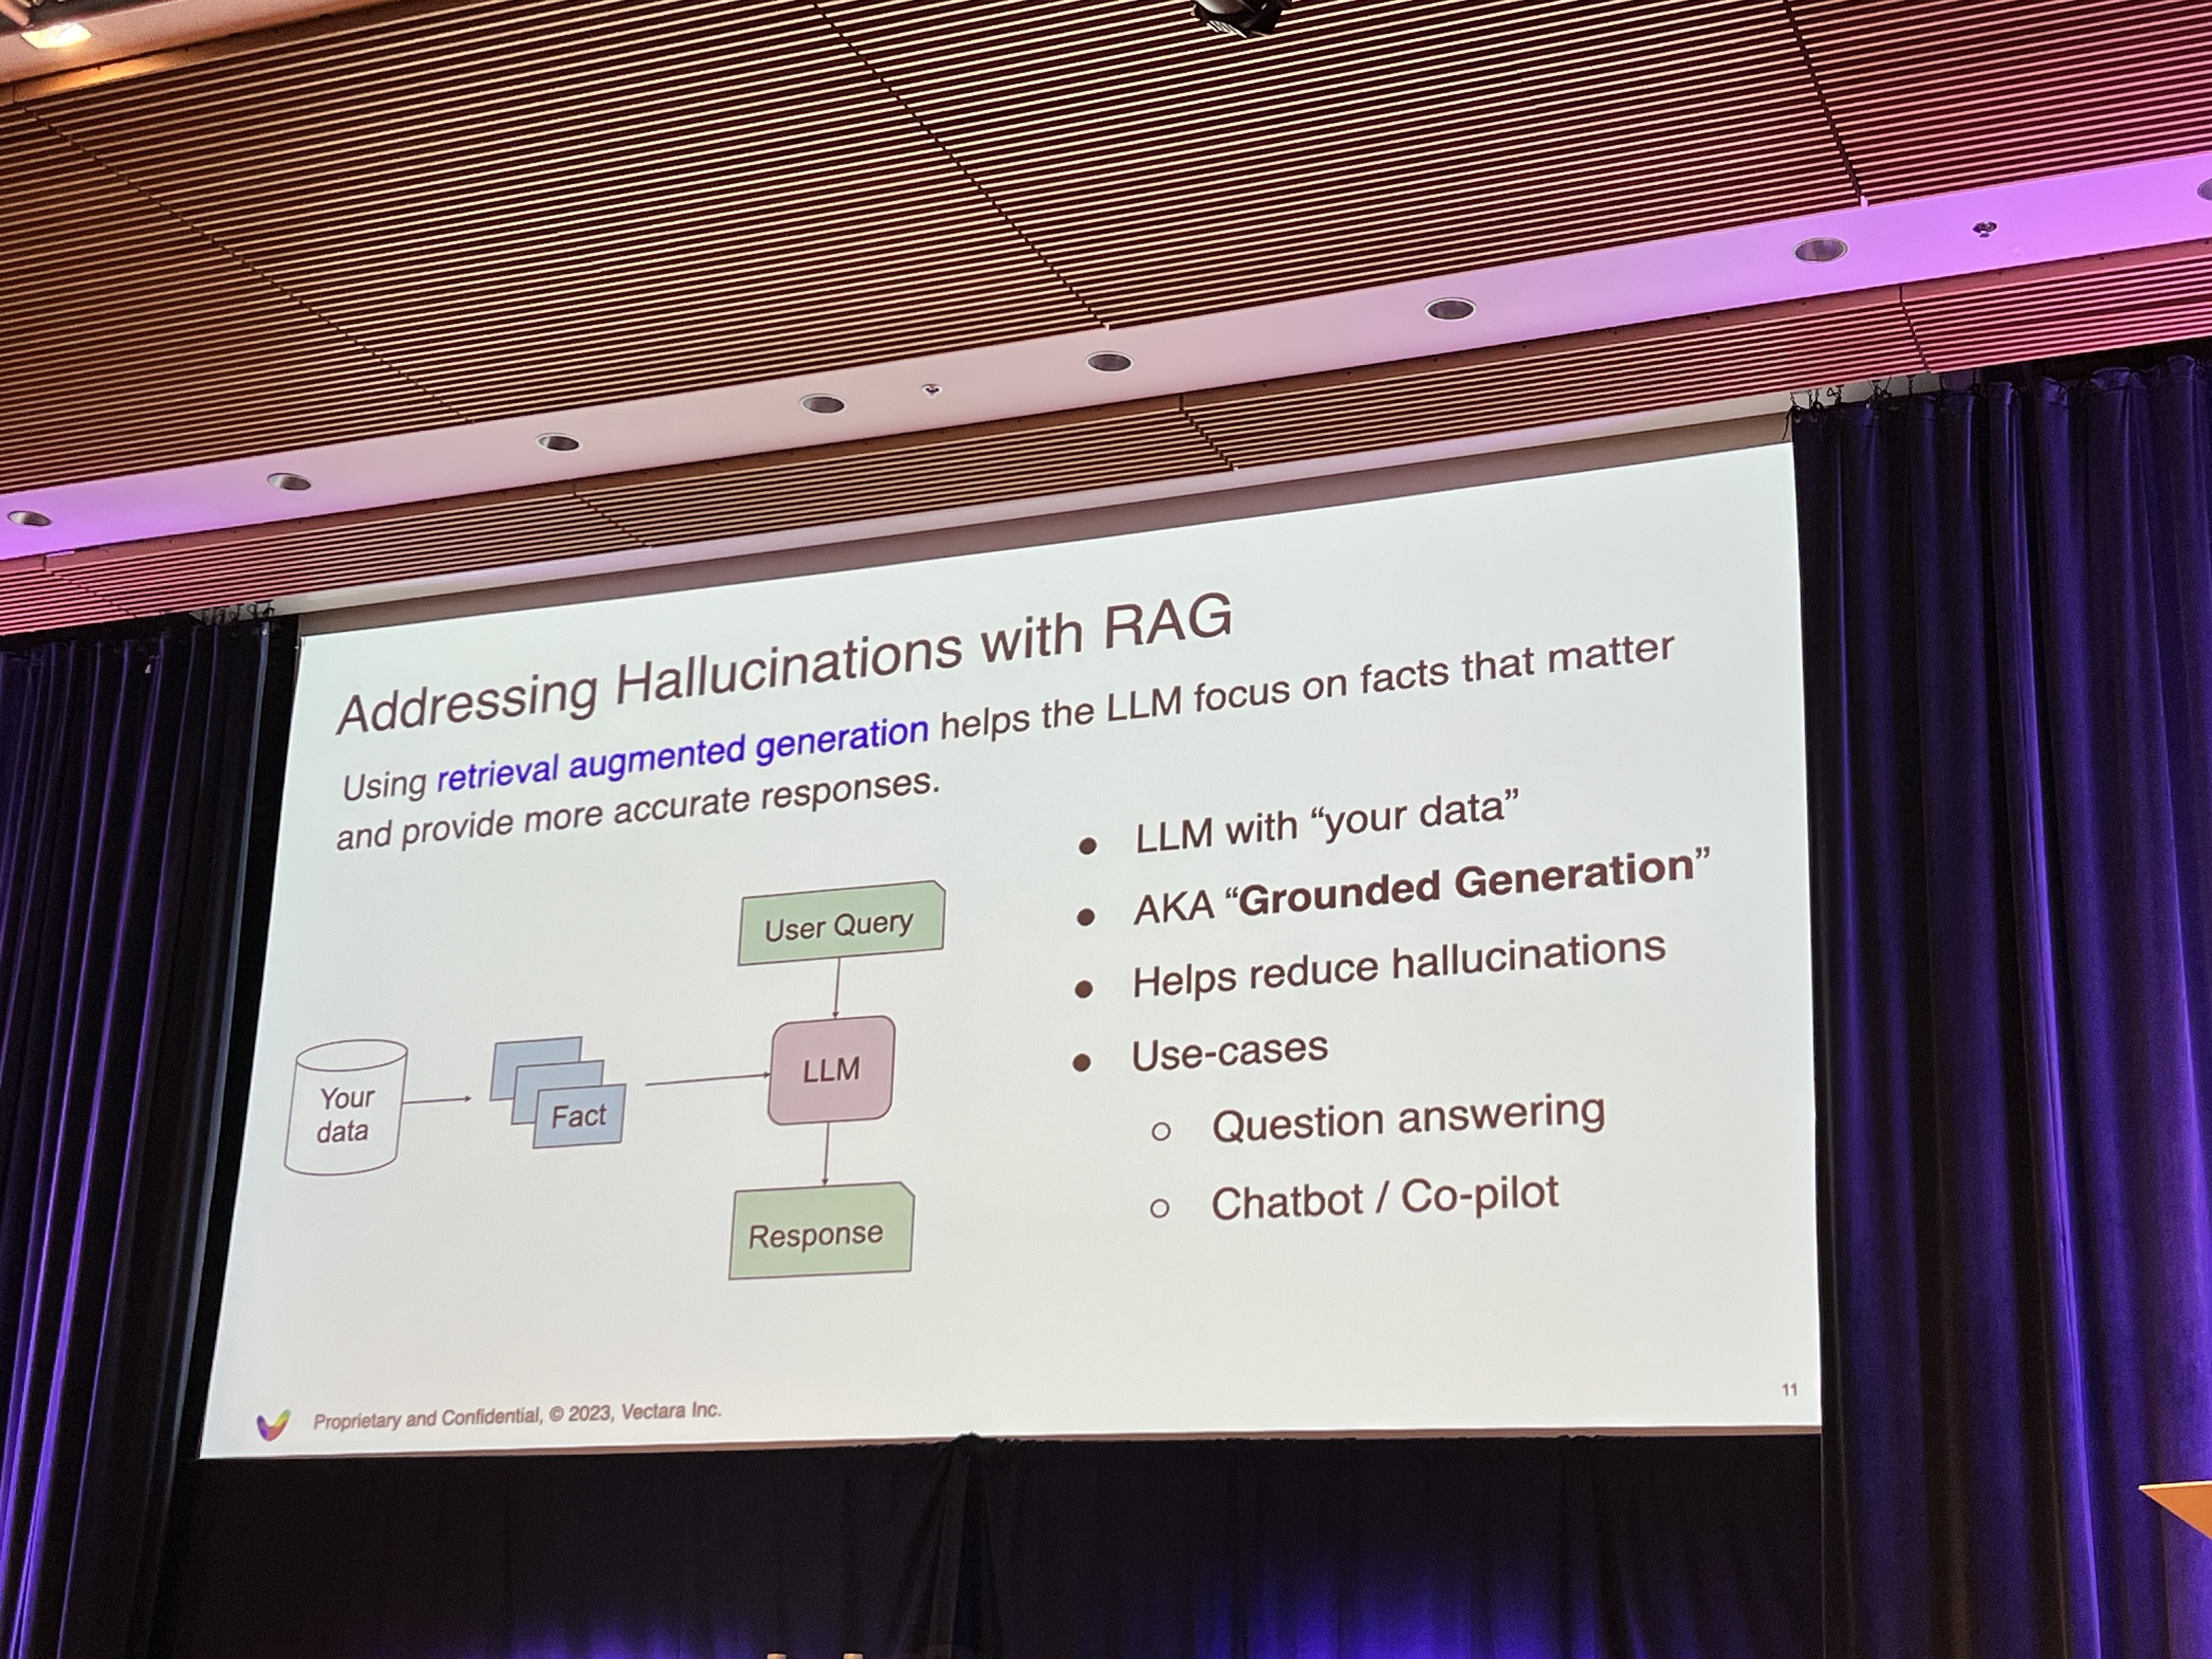 Addressing Hallucinations with RAG
Using retrieval augmented generation helps the LLM focus on facts that matter
and provide more accurate responses.
User Query
LLM
Your
data
Fact
Response
● LLM with “your data”
● AKA “Grounded Generation”
● Helps reduce hallucinations
● Use-cases
○ Question answering
○ Chatbot / Co-pilot
Proprietary and Confidential, © 2023, Vectara Inc.
11